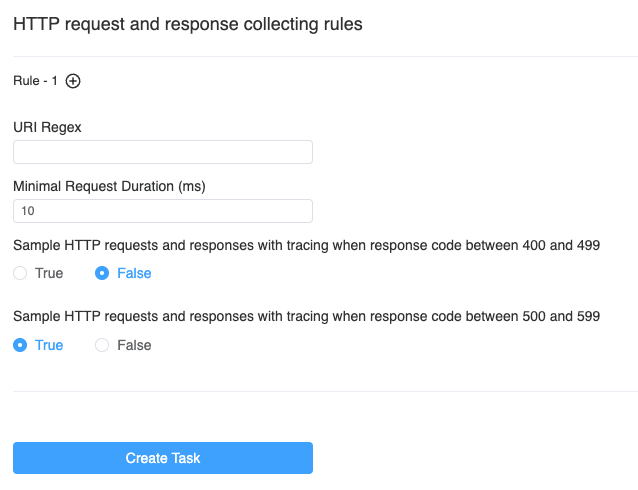 HTTP request and response collecting rules
Rule - 1
URI Regex
Minimal Request Duration (ms)
10
Sample HTTP requests and responses with tracing when response code between 400 and 499
True False
Sample HTTP requests and responses with tracing when response code between 500 and 599
True False
Create Task